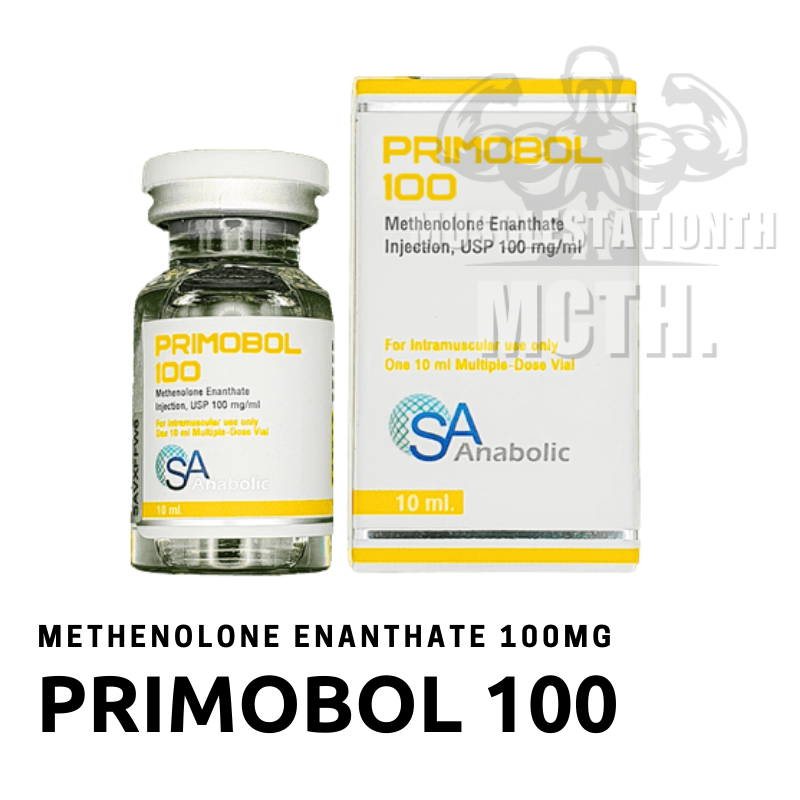 PRIMOBOL
100
Methenolone Enanthate
Injection, USP 100 mg/ml
For intramuscular use only
One 10 ml Multiple-Dose Vial
SA
Anabolic
10 ml.
MUSCLESTATIONTH
MCTH.
PRIMOBOL
100
Methenolone Enanthate
Injection, USP 100 mg/ml
For intramuscular use only
One 10 ml Multiple-Dose Vial
SA
Anabolic
10 ml.
METHENOLONE ENANTHATE 100MG
PRIMOBOL 100